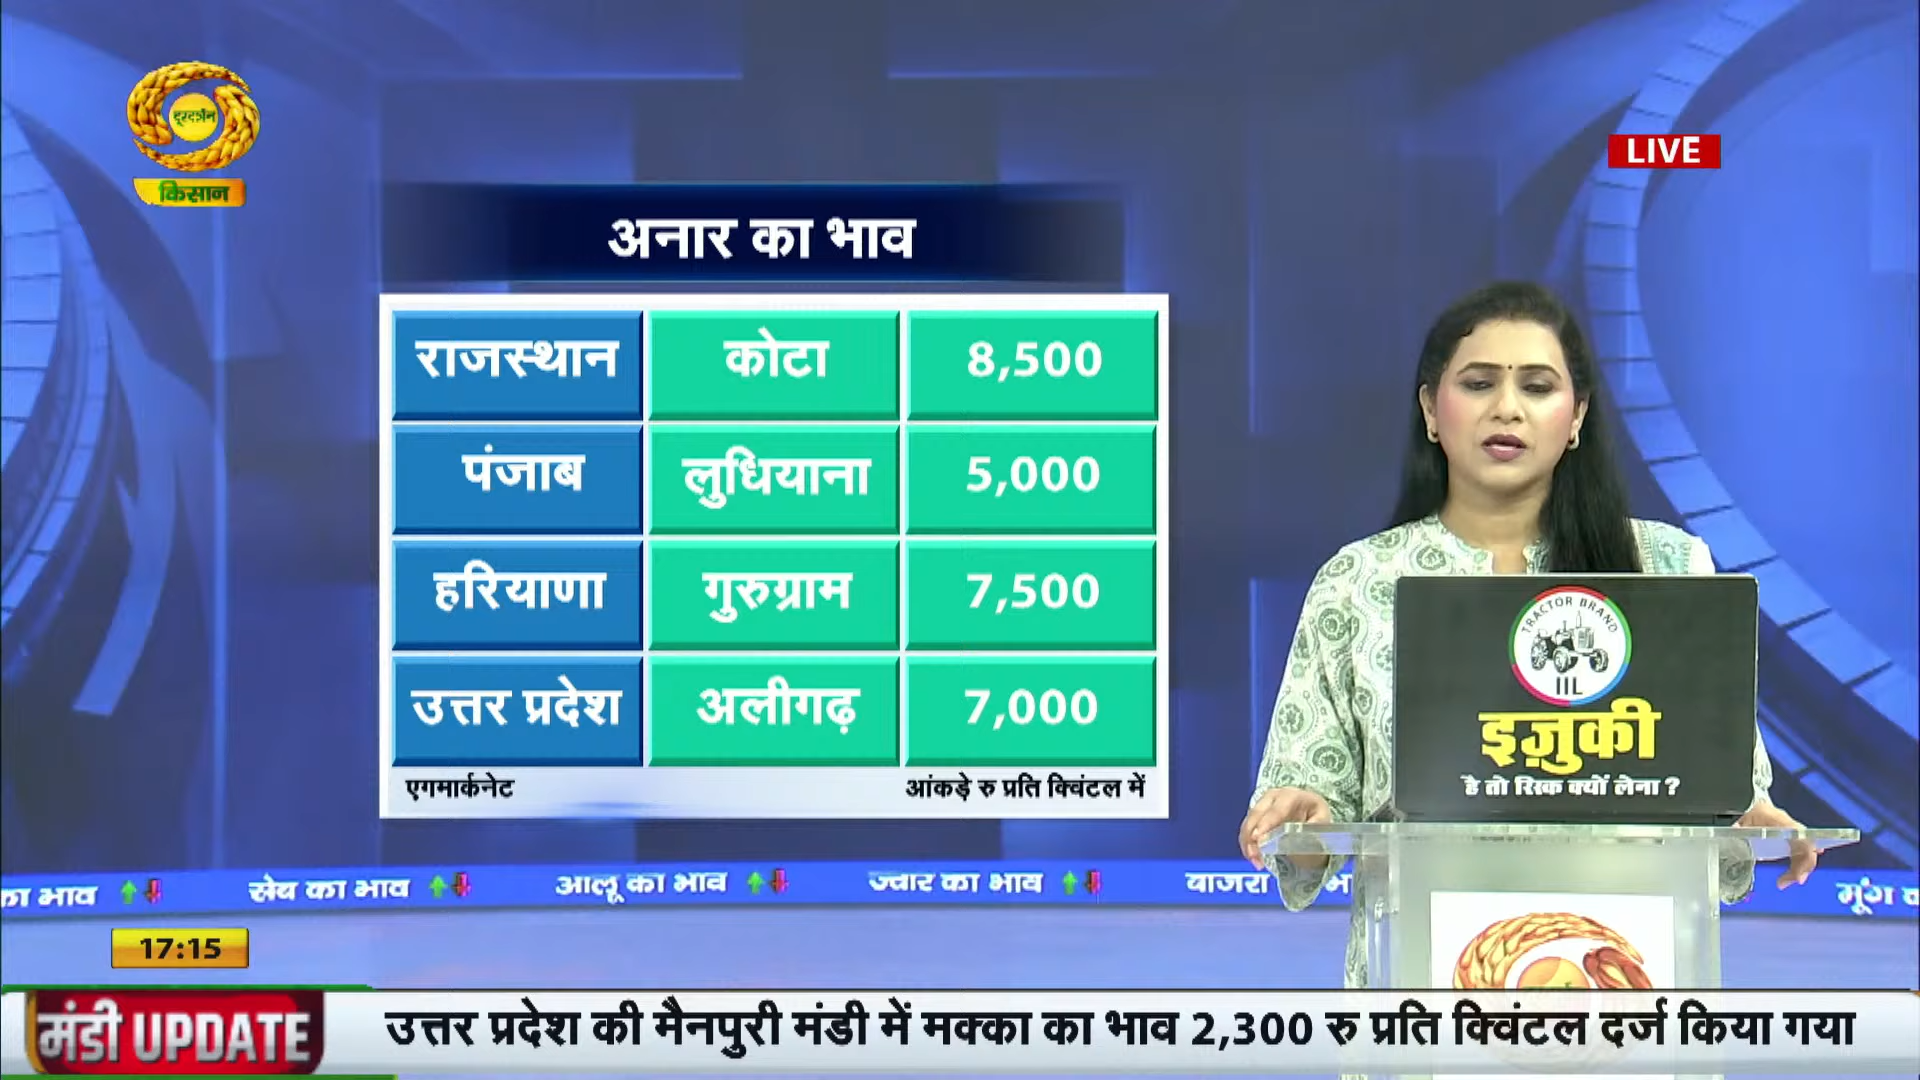 दूरदर्शन
किसान
LIVE
अनार का भाव
राजस्थान कोटा 8,500
पंजाब लुधियाना 5,000
हरियाणा गुरुग्राम 7,500
उत्तर प्रदेश अलीगढ़ 7,000
एगमार्कनेट आंकड़े रु प्रति क्विंटल में
TRACTOR BRAND
IIL
इज़ुकी
है तो रिस्क क्यों लेना ?
का भाव सेब का भाव आलू का भाव ज्वार का भाव बाजरा भा मूंग
17:15
मंडी UPDATE
उत्तर प्रदेश की मैनपुरी मंडी में मक्का का भाव 2,300 रु प्रति क्विंटल दर्ज किया गया